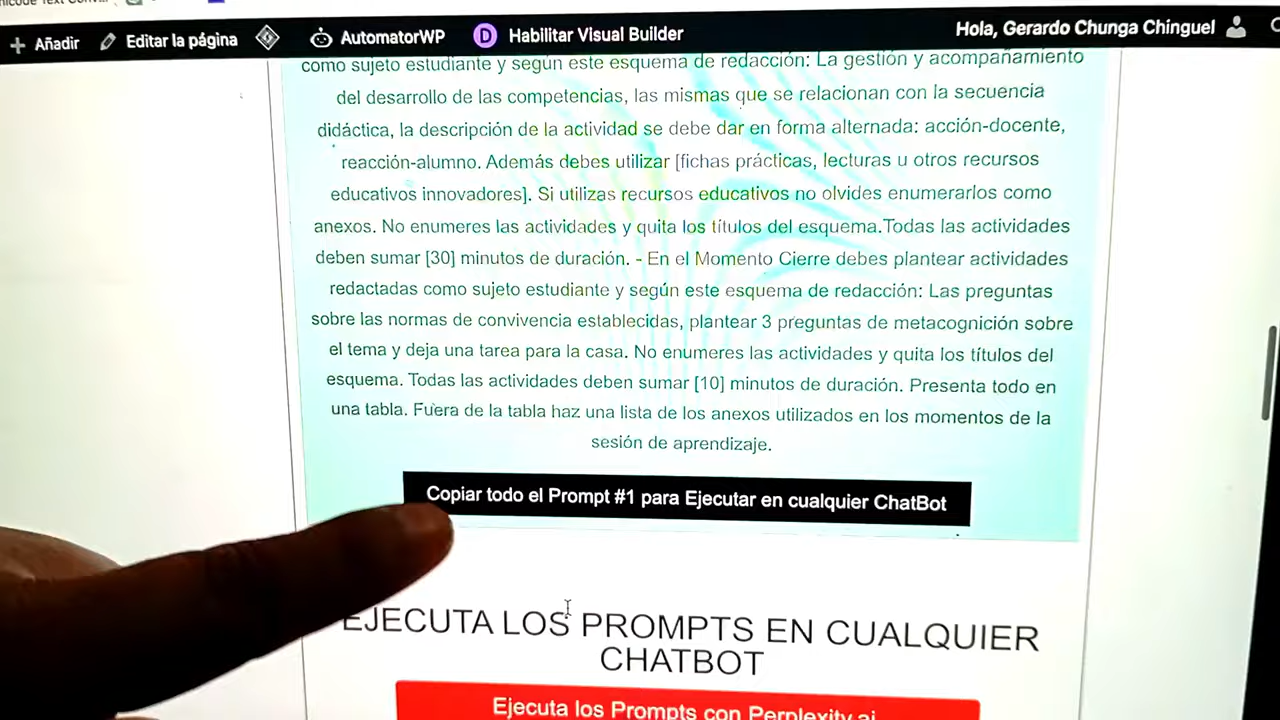 Añadir Editar la página AutomatorWP D Habilitar Visual Builder Hola, Gerardo Chunga Chinguel
como sujeto estudiante y según este esquema de redacción: La gestión y acompañamiento
del desarrollo de las competencias, las mismas que se relacionan con la secuencia
didáctica, la descripción de la actividad se debe dar en forma alternada: acción-docente,
reacción-alumno. Además debes utilizar [fichas prácticas, lecturas u otros recursos
educativos innovadores]. Si utilizas recursos educativos no olvides enumerarlos como
anexos. No enumeres las actividades y quita los títulos del esquema.Todas las actividades
deben sumar [30] minutos de duración. - En el Momento Cierre debes plantear actividades
redactadas como sujeto estudiante y según este esquema de redacción: Las preguntas
sobre las normas de convivencia establecidas, plantear 3 preguntas de metacognición sobre
el tema y deja una tarea para la casa. No enumeres las actividades y quita los títulos del
esquema. Todas las actividades deben sumar [10] minutos de duración. Presenta todo en
una tabla. Fuera de la tabla haz una lista de los anexos utilizados en los momentos de la
sesión de aprendizaje.
Copiar todo el Prompt #1 para Ejecutar en cualquier ChatBot
EJECUTA LOS PROMPTS EN CUALQUIER
CHATBOT
Ejecuta los Prompts con Perplexity.ai